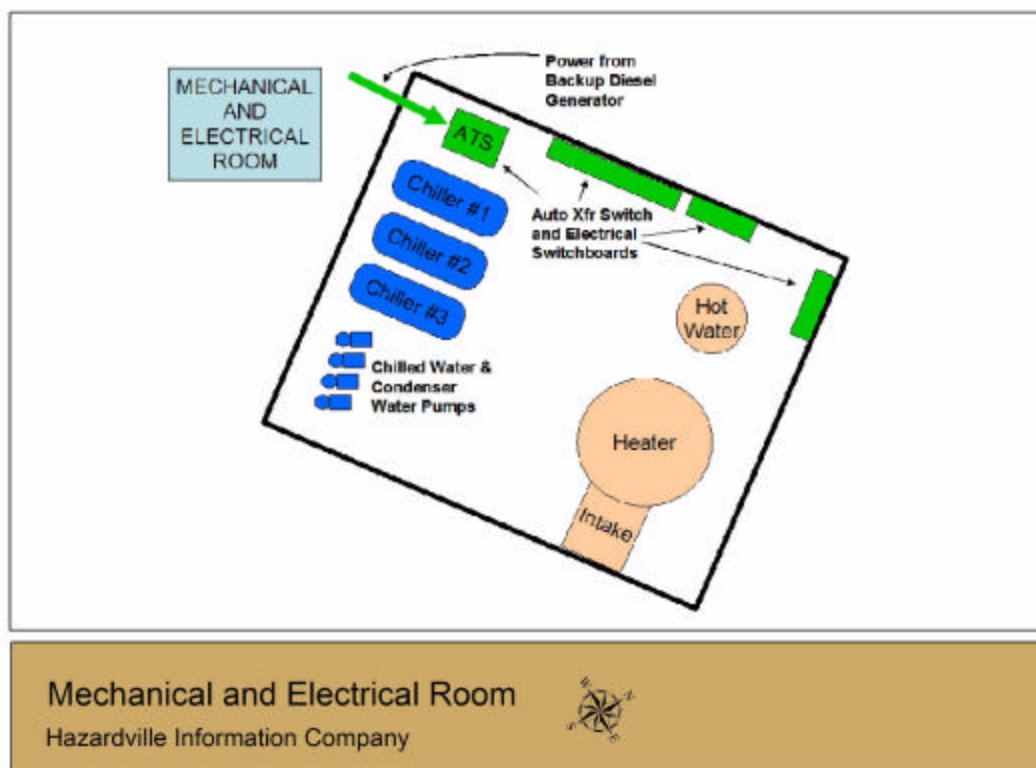 MECHANICAL
AND
ELECTRICAL
ROOM
Power from
Backup Diesel
Generator
ATS
Chiller #1
Chiller #2
Chiller #3
Auto Xfr Switch
and Electrical
Switchboards
Hot
Water
Chilled Water &
Condenser
Water Pumps
Heater
Intake
Mechanical and Electrical Room
Hazardville Information Company
W
N
S
E